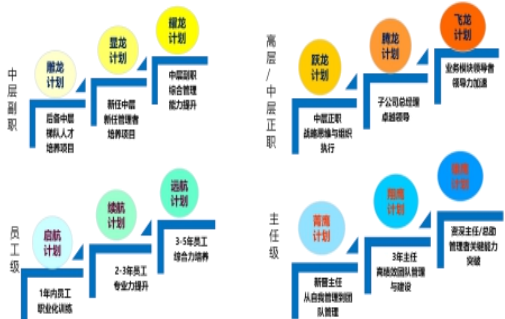 中层副职
雕龙
计划
后备中层
梯队人才
培养项目
显龙
计划
新任中层
新任管理者
培养项目
耀龙
计划
中层副职
综合管理
能力提升
高层/中层正职
跃龙
计划
中层正职
战略思维与组织
执行
腾龙
计划
子公司总经理
卓越领导
飞龙
计划
业务模块领导者
领导力加速
员工级
启航
计划
1年内员工
职业化训练
续航
计划
2-3年员工
专业力提升
远航
计划
3-5年员工
综合力培养
主任级
计划
新晋主任
从自我管理到团
队管理
计划
3年主任
高绩效团队管理
与建设
计划
资深主任/总助
管理者关键能力
突破